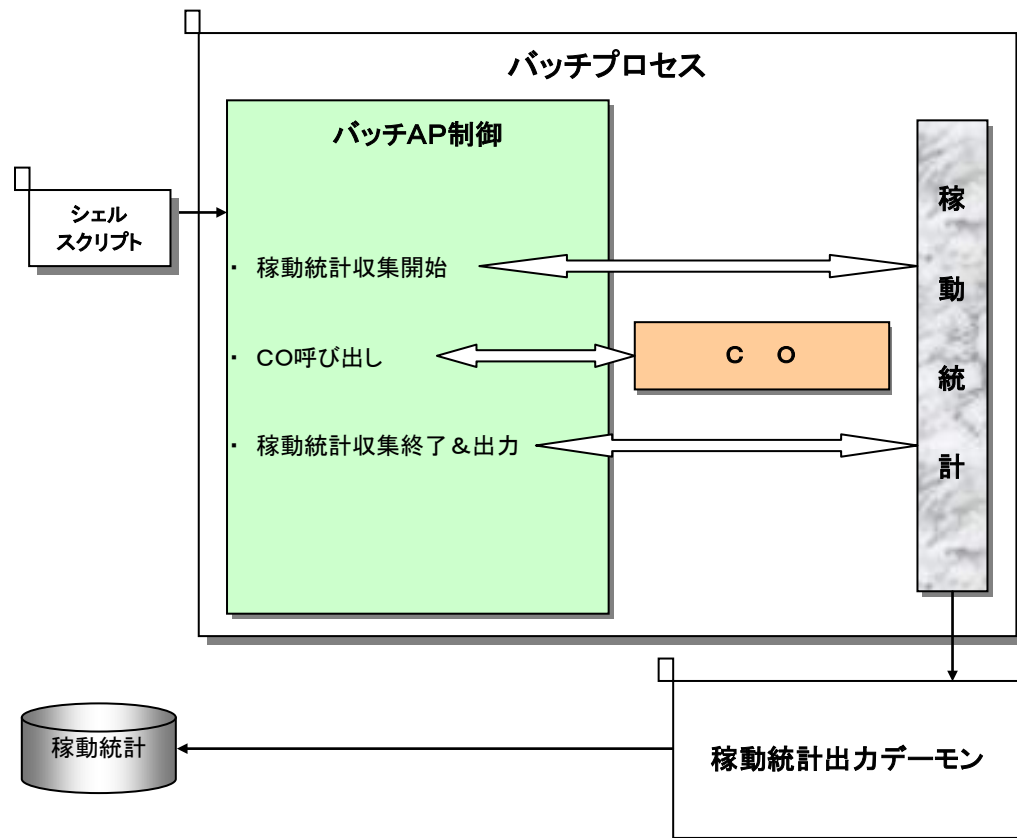 バッチプロセス
バッチAP制御
シェル
スクリプト
・ 稼動統計収集開始
・ CO呼び出し
C O
・ 稼動統計収集終了&出力
稼動統計
稼動統計出力デーモン
稼動統計